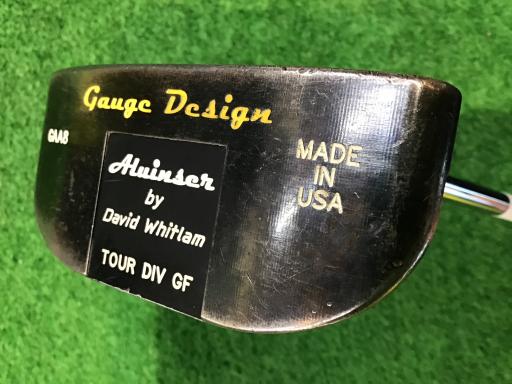 Gauge Design
GAA8
Aluinser
by
David Whitlam
TOUR DIV GF
MADE
IN
USA